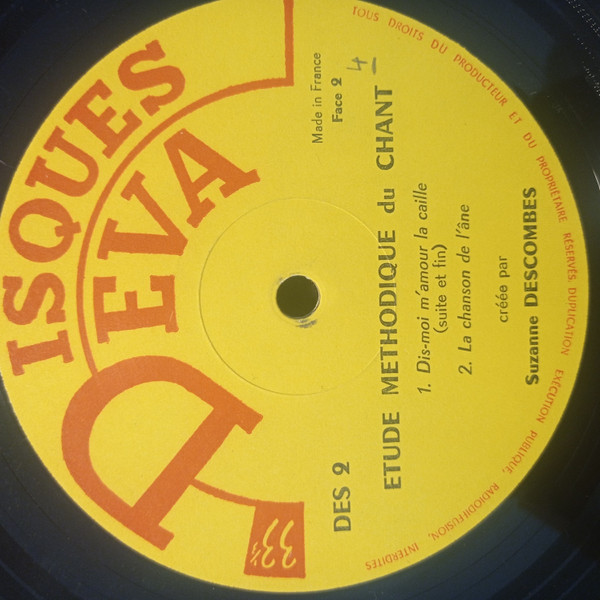 DISQUES
DEVA
33 1/3
Made in France
Face 2
4
DES 2
ETUDE METHODIQUE du CHANT
1. Dis-moi m'amour la caille
(suite et fin)
2. La chanson de l'âne
créée par
Suzanne DESCOMBES
TOUS DROITS DU PRODUCTEUR ET DU PROPRIÉTAIRE RÉSERVÉS. DUPLICATION EXÉCUTION PUBLIQUE, RADIODIFFUSION, INTERDITES